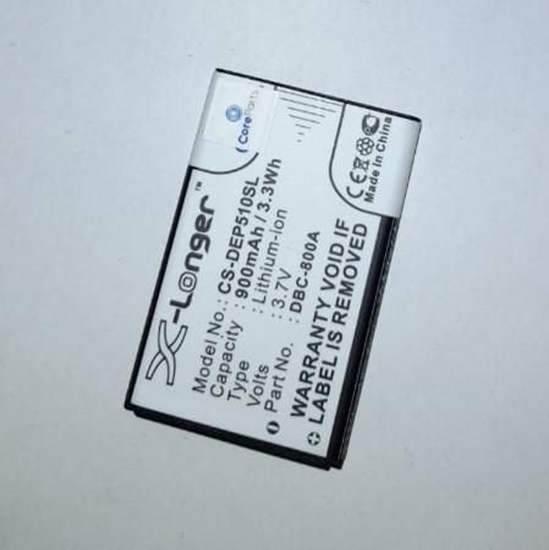 CoreParts
X-Longer™
Model No.: CS-DEP510SL
Capacity : 900mAh / 3.3Wh
Type : Lithium-ion
Volts : 3.7V
Part No. : DBC-800A
WARRANTY VOID IF
LABEL IS REMOVED
CE
Made in China